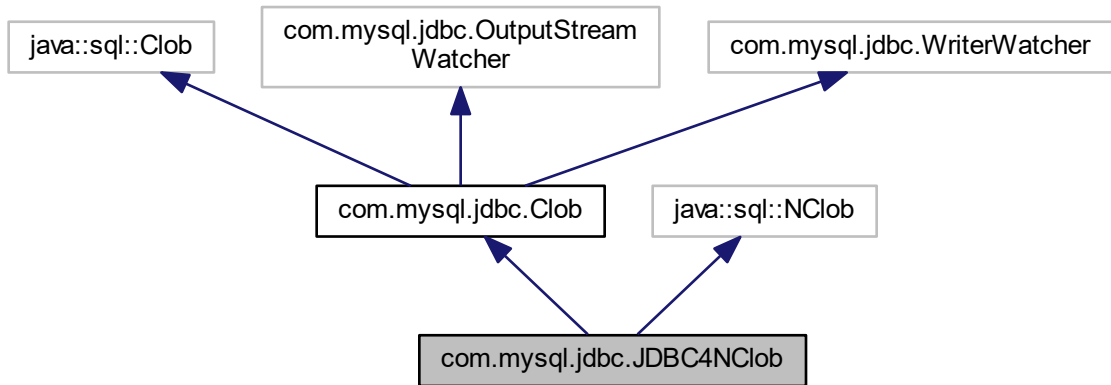 java::sql::Clob
com.mysql.jdbc.OutputStream
Watcher
com.mysql.jdbc.WriterWatcher
com.mysql.jdbc.Clob
java::sql::NClob
com.mysql.jdbc.JDBC4NClob